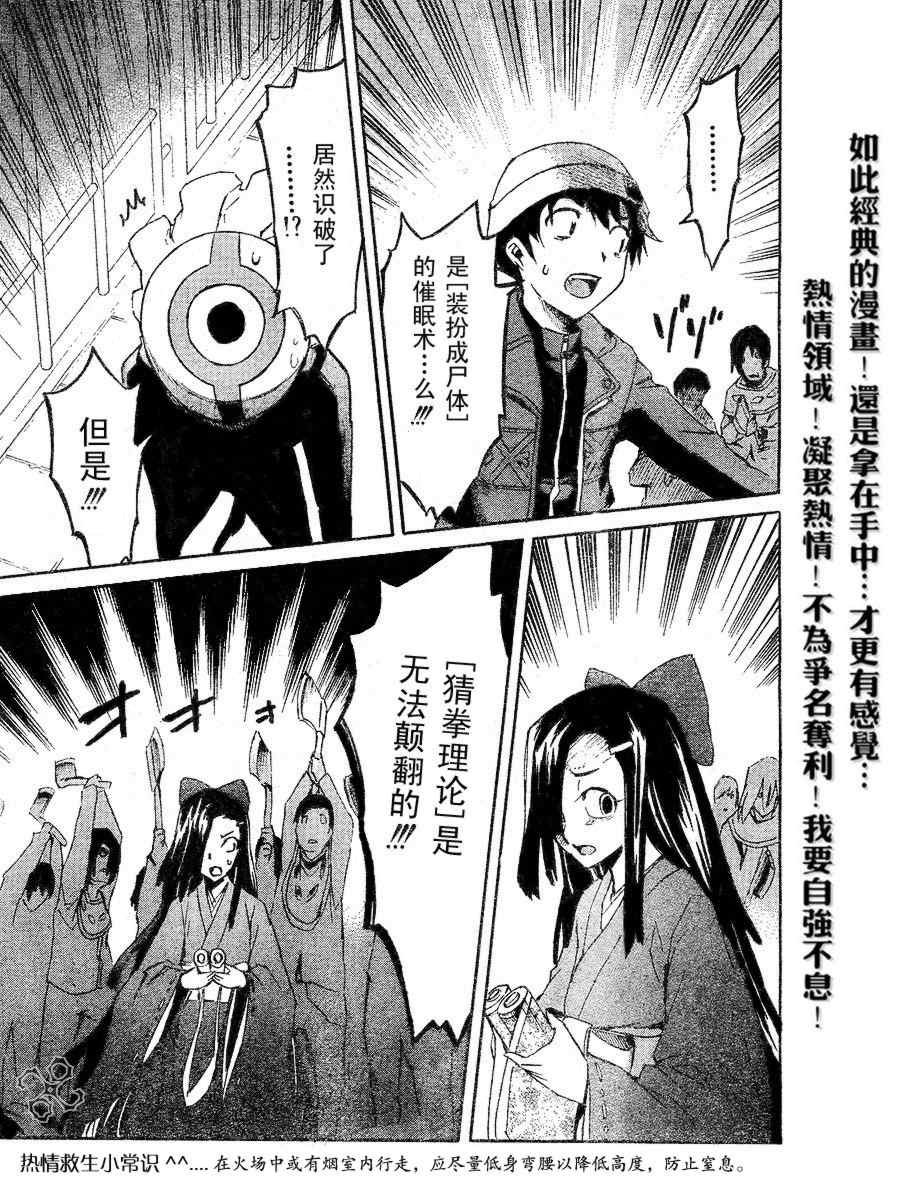 …………
是[装扮成尸体]
的催眠术…么!!!
居然识破了
…………!?
但是!!!
[猜拳理论]是
无法颠翻的!!!
如此經典的漫畫！還是拿在手中…才更有感覺…
熱情領域！凝聚熱情！不為爭名奪利！我要自強不息！
热情救生小常识 ^^.... 在火场中或有烟室内行走，应尽量低身弯腰以降低高度，防止窒息。